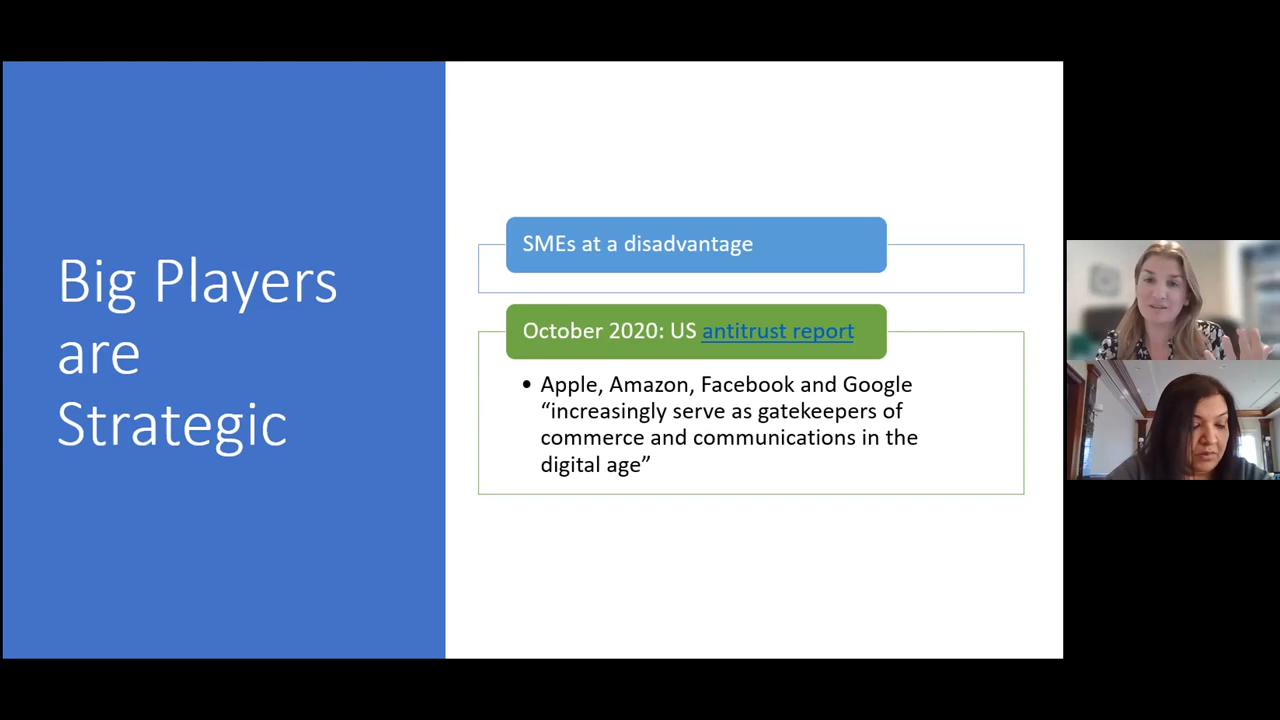 Big Players
are
Strategic
SMEs at a disadvantage
October 2020: US antitrust report
• Apple, Amazon, Facebook and Google
“increasingly serve as gatekeepers of
commerce and communications in the
digital age”